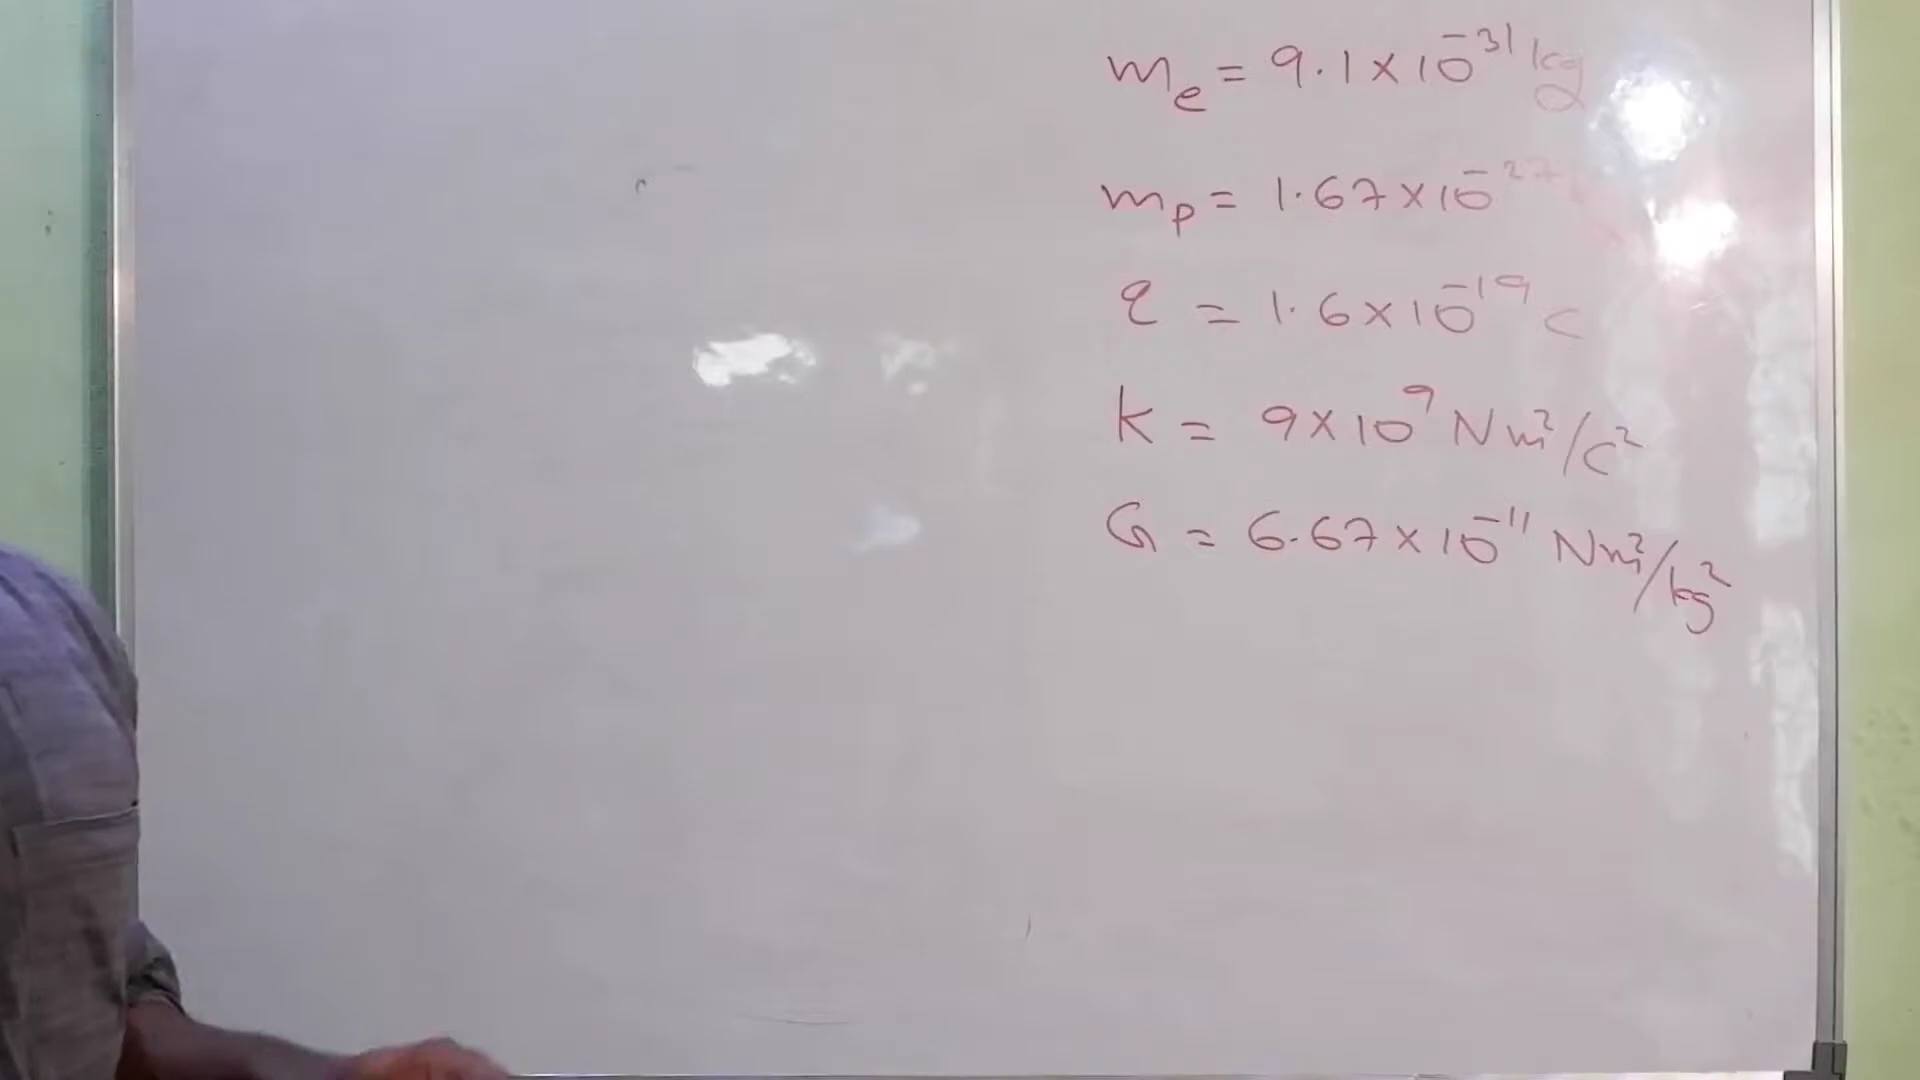 mₑ = 9.1 × 10⁻³¹ kg
mₚ = 1.67 × 10⁻²⁷
e = 1.6 × 10⁻¹⁹ C
K = 9 × 10⁹ Nm²/C²
G = 6.67 × 10⁻¹¹ Nm²/kg²